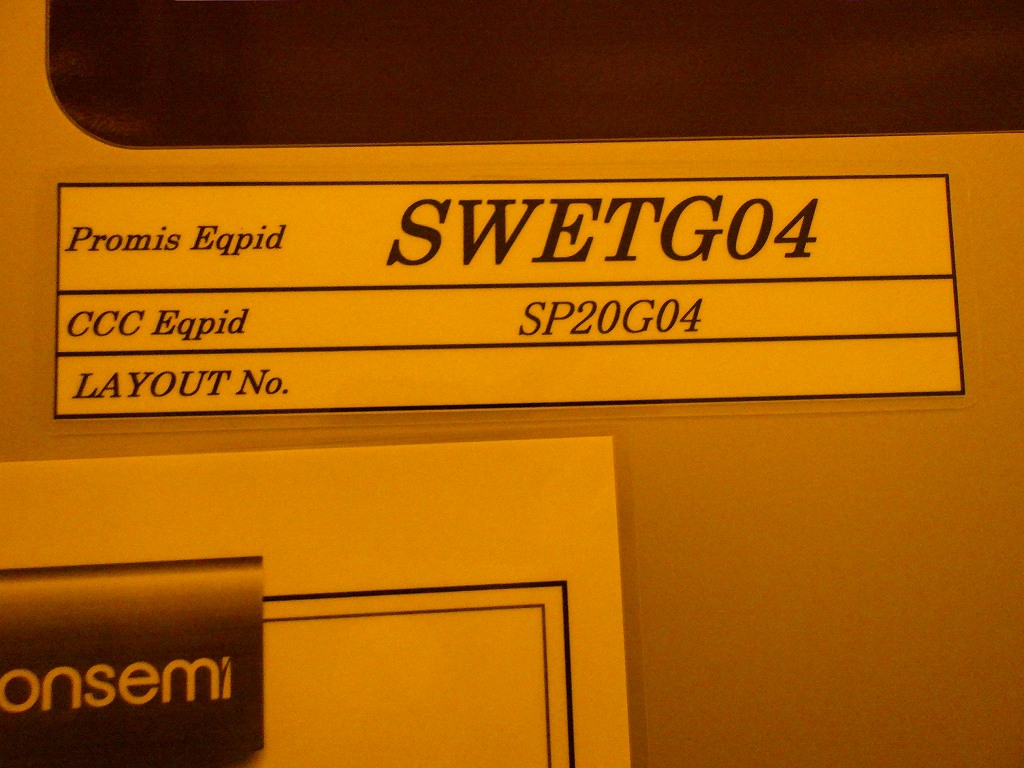 Promis Eqpid SWETG04
CCC Eqpid SP20G04
LAYOUT No.
onsemi